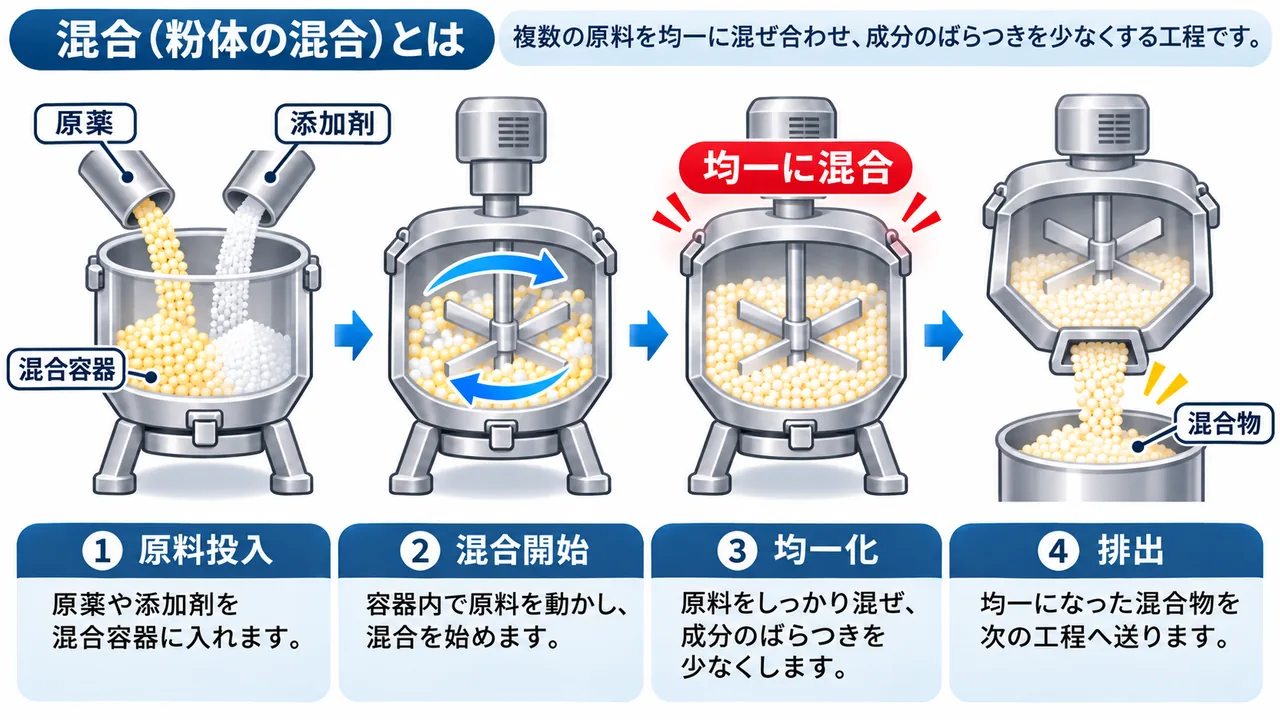 混合（粉体の混合）とは
複数の原料を均一に混ぜ合わせ、成分のばらつきを少なくする工程です。
原薬
添加剤
混合容器
均一に混合
混合物
1 原料投入
原薬や添加剤を
混合容器に入れます。
2 混合開始
容器内で原料を動かし、
混合を始めます。
3 均一化
原料をしっかり混ぜ、
成分のばらつきを
少なくします。
4 排出
均一になった混合物を
次の工程へ送ります。